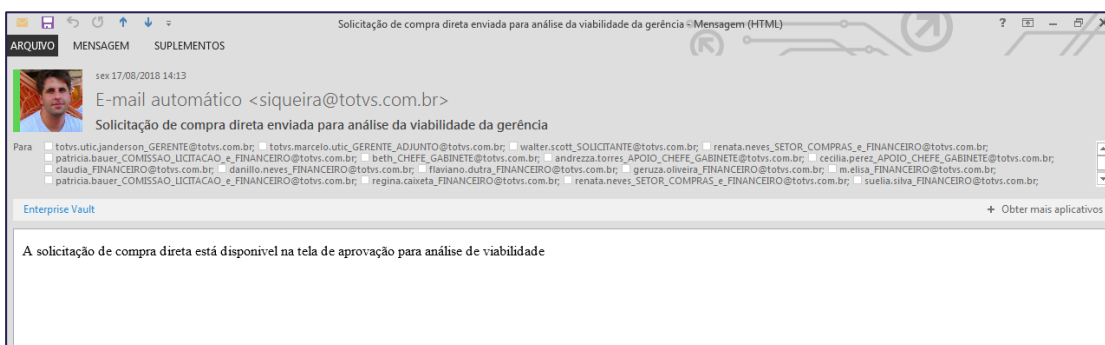 Solicitação de compra direta enviada para análise da viabilidade da gerência - Mensagem (HTML)
ARQUIVO MENSAGEM SUPLEMENTOS
sex 17/08/2018 14:13
E-mail automático <siqueira@totvs.com.br>
Solicitação de compra direta enviada para análise da viabilidade da gerência
Para totvs.utic.janderson_GERENTE@totvs.com.br; totvs.marcelo.utic_GERENTE_ADJUNTO@totvs.com.br; walter.scott_SOLICITANTE@totvs.com.br; renata.neves_SETOR_COMPRAS_e_FINANCEIRO@totvs.com.br;
patricia.bauer_COMISSAO_LICITACAO_e_FINANCEIRO@totvs.com.br; beth_CHEFE_GABINETE@totvs.com.br; andrezza.torres_APOIO_CHEFE_GABINETE@totvs.com.br; cecilia.perez_APOIO_CHEFE_GABINETE@totvs.com.br;
claudia_FINANCEIRO@totvs.com.br; danillo.neves_FINANCEIRO@totvs.com.br; flaviano.dutra_FINANCEIRO@totvs.com.br; geruza.oliveira_FINANCEIRO@totvs.com.br; m.elisa_FINANCEIRO@totvs.com.br;
patricia.bauer_COMISSAO_LICITACAO_e_FINANCEIRO@totvs.com.br; regina.caixeta_FINANCEIRO@totvs.com.br; renata.neves_SETOR_COMPRAS_e_FINANCEIRO@totvs.com.br; suelia.silva_FINANCEIRO@totvs.com.br;
Enterprise Vault + Obter mais aplicativos
A solicitação de compra direta está disponivel na tela de aprovação para análise de viabilidade